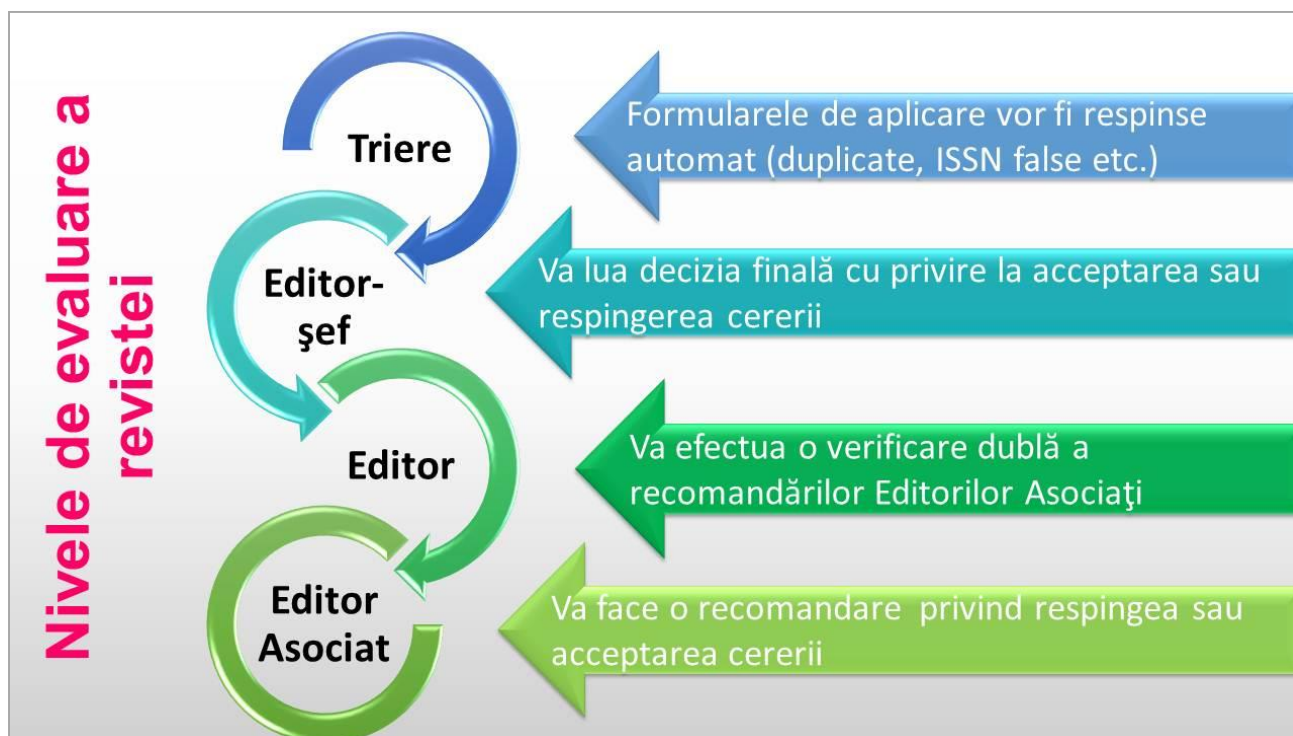 Nivele de evaluare a
revistei
Triere
Formularele de aplicare vor fi respinse
automat (duplicate, ISSN false etc.)
Editor-
şef
Va lua decizia finală cu privire la acceptarea sau
respingerea cererii
Editor
Va efectua o verificare dublă a
recomandărilor Editorilor Asociaţi
Editor
Asociat
Va face o recomandare privind respingea sau
acceptarea cererii